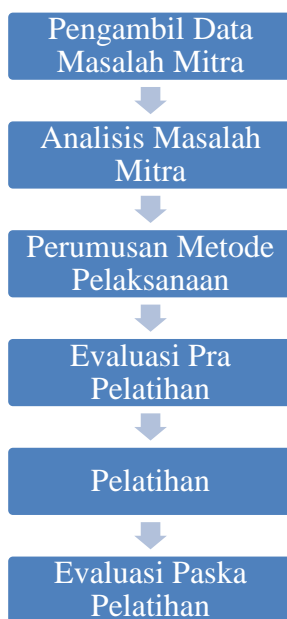 Pengambil Data
Masalah Mitra
Analisis Masalah
Mitra
Perumusan Metode
Pelaksanaan
Evaluasi Pra
Pelatihan
Pelatihan
Evaluasi Paska
Pelatihan